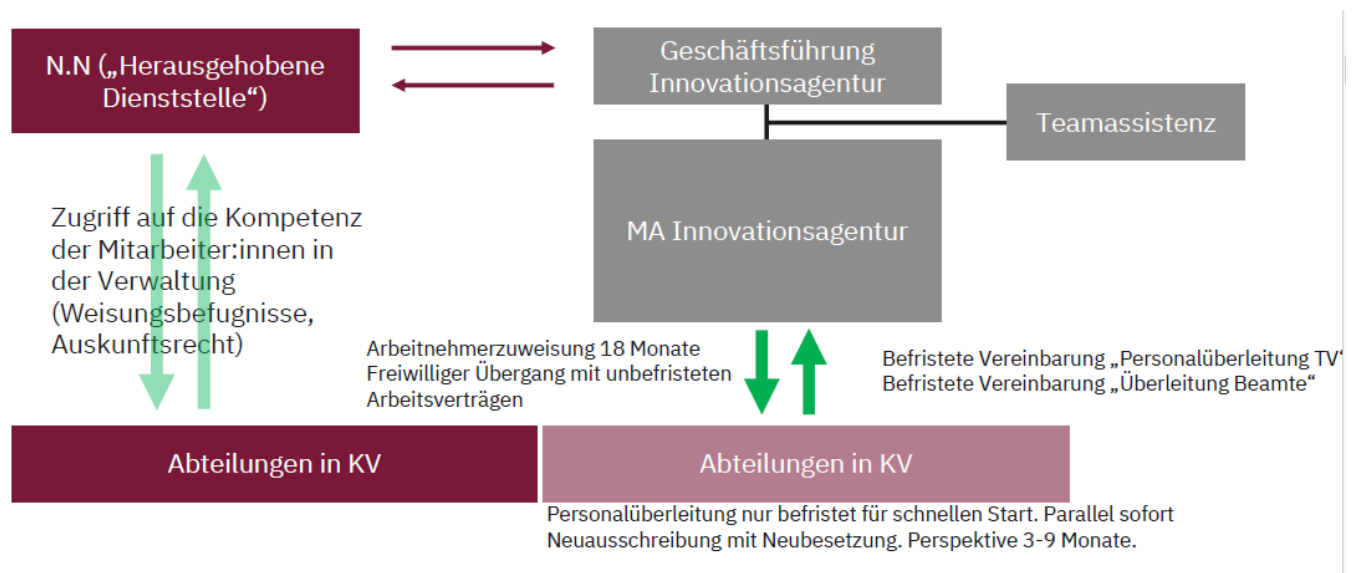 N.N („Herausgehobene
Dienststelle“)
Geschäftsführung
Innovationsagentur
Teamassistenz
MA Innovationsagentur
Zugriff auf die Kompetenz
der Mitarbeiter:innen in
der Verwaltung
(Weisungsbefugnisse,
Auskunftsrecht)
Arbeitnehmerzuweisung 18 Monate
Freiwilliger Übergang mit unbefristeten
Arbeitsverträgen
Befristete Vereinbarung „Personalüberleitung TV“
Befristete Vereinbarung „Überleitung Beamte“
Abteilungen in KV
Abteilungen in KV
Personalüberleitung nur befristet für schnellen Start. Parallel sofort
Neuausschreibung mit Neubesetzung. Perspektive 3-9 Monate.